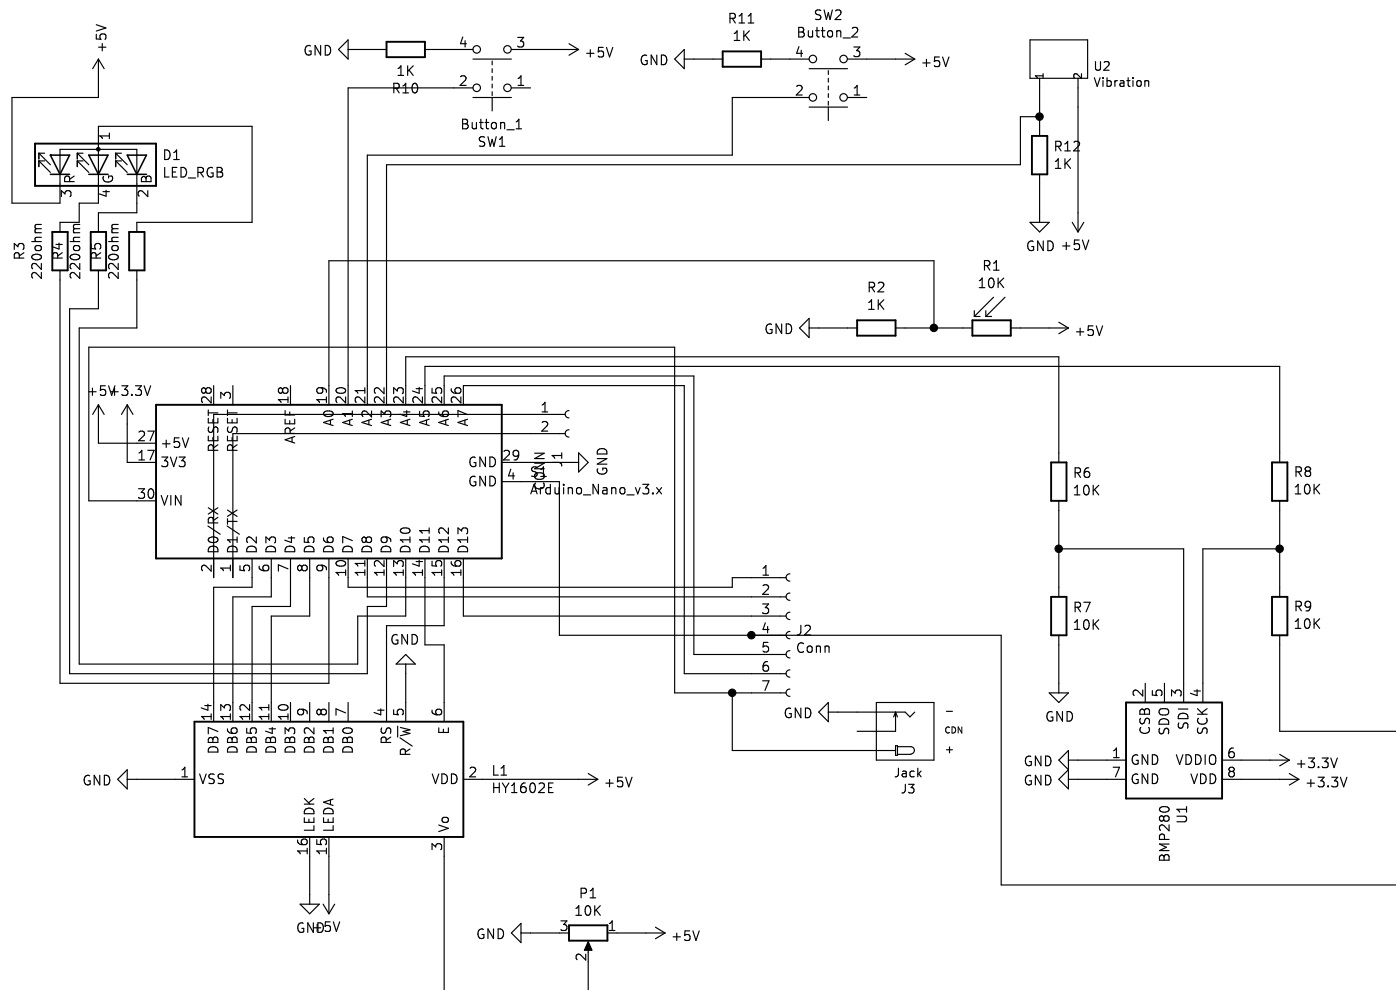 +5V
D1
LED_RGB
1
R
G
B
3
4
2
R3
220ohm
R4
220ohm
R5
220ohm
GND
1K
R10
4
3
+5V
2
1
Button_1
SW1
GND
R11
1K
SW2
Button_2
4
3
+5V
2
1
U2
Vibration
1
2
R12
1K
GND
+5V
GND
R2
1K
R1
10K
+5V
+5V
+3.3V
28
3
18
19
20
21
22
23
24
25
26
RESET
RESET
AREF
A0
A1
A2
A3
A4
A5
A6
A7
27
+5V
17
3V3
30
VIN
GND
29
GND
4
1
2
CONN
J1
GND
Arduino_Nano_v3.x
D0/RX
D1/TX
D2
D3
D4
D5
D6
D7
D8
D9
D10
D11
D12
D13
2
1
5
6
7
8
9
10
11
12
13
14
15
16
1
2
3
4
5
6
7
J2
Conn
R6
10K
R8
10K
R7
10K
R9
10K
GND
GND
14
13
12
11
10
9
8
7
4
5
6
DB7
DB6
DB5
DB4
DB3
DB2
DB1
DB0
RS
R/W
E
GND
1
VSS
VDD
2
L1
HY1602E
+5V
LEDK
LEDA
Vo
16
15
3
GND
+5V
GND
-
CDN
+
Jack
J3
2
5
3
4
CSB
SDO
SDI
SCK
GND
1
GND
VDDIO
6
+3.3V
GND
7
GND
VDD
8
+3.3V
BMP280
U1
P1
10K
GND
3
1
+5V
2